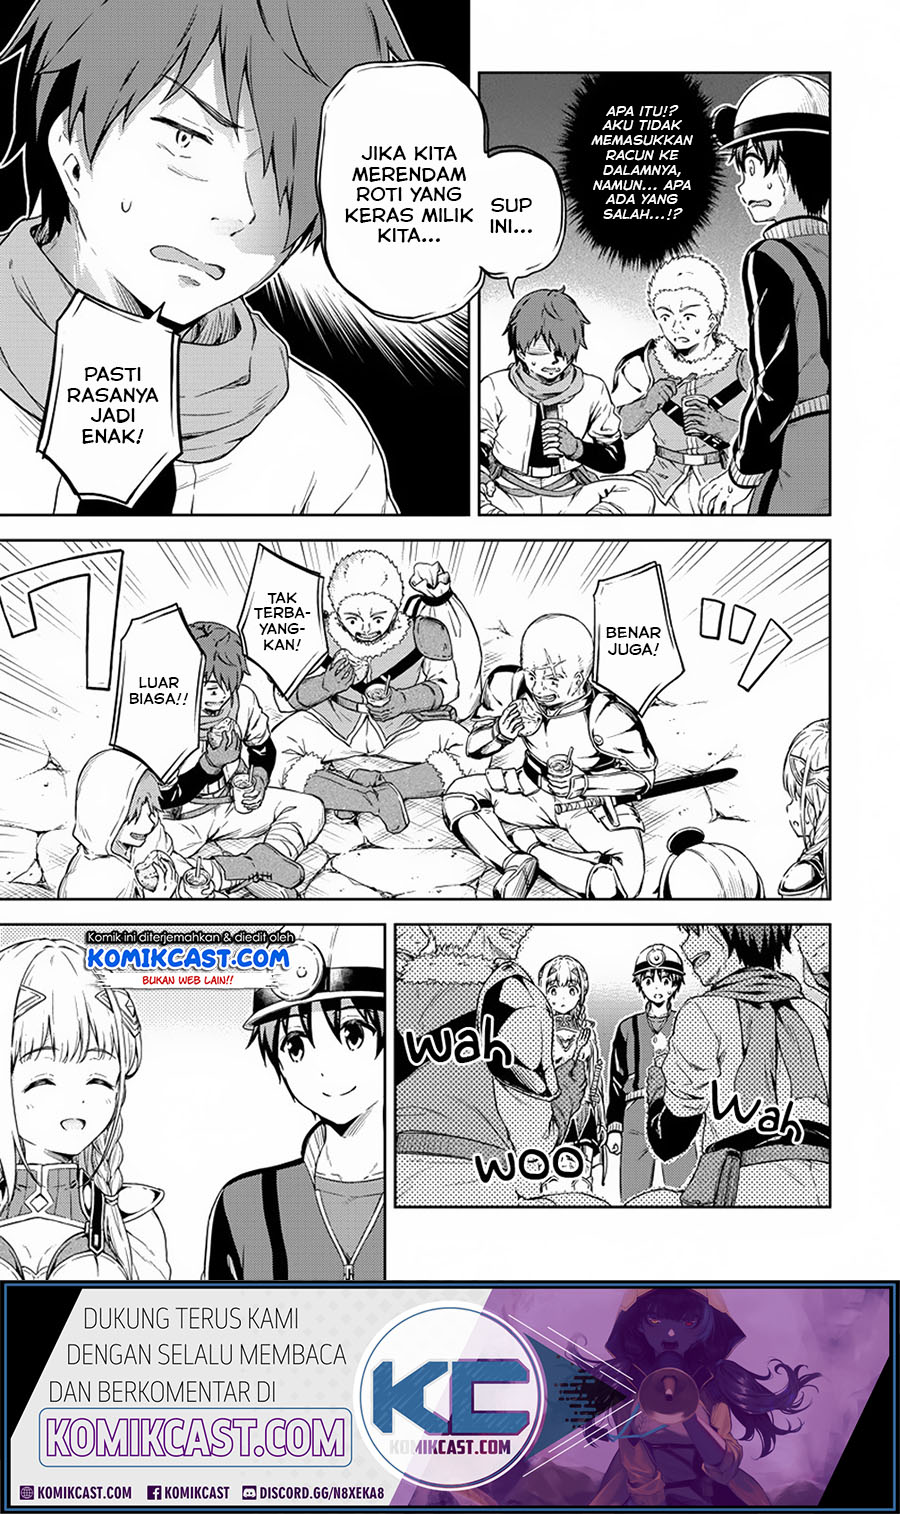 APA ITU!?
AKU TIDAK
MEMASUKKAN
RACUN KE
DALAMNYA,
NAMUN... APA
ADA YANG
SALAH...!?
SUP
INI...
JIKA KITA
MERENDAM
ROTI YANG
KERAS MILIK
KITA...
PASTI
RASANYA
JADI
ENAK!
BENAR
JUGA!
TAK
TERBA-
YANG-
KAN!
LUAR
BIASA!!
Wah
Wah
WOO
Komik ini diterjemahkan & diedit oleh
KOMIKCAST.COM
BUKAN WEB LAIN!!
DUKUNG TERUS KAMI
DENGAN SELALU MEMBACA
DAN BERKOMENTAR DI
KOMIKCAST.COM
KC
KOMIKCAST.COM
KOMIKCAST.COM
KOMIKCAST
DISCORD.GG/N8XEKA8